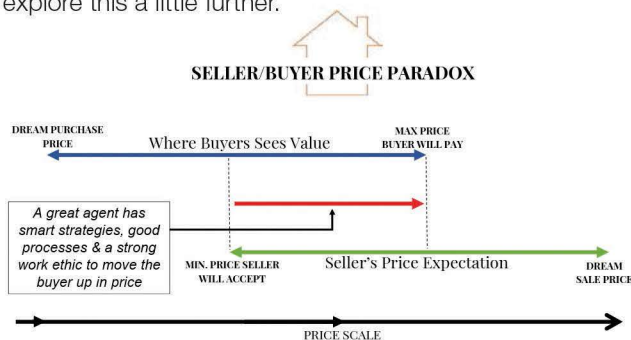 explore this a little further.
SELLER/BUYER PRICE PARADOX
DREAM PURCHASE
PRICE
Where Buyers Sees Value
MAX PRICE
BUYER WILL PAY
A great agent has
smart strategies, good
processes & a strong
work ethic to move the
buyer up in price
MIN. PRICE SELLER
WILL ACCEPT
Seller's Price Expectation
DREAM
SALE PRICE
PRICE SCALE